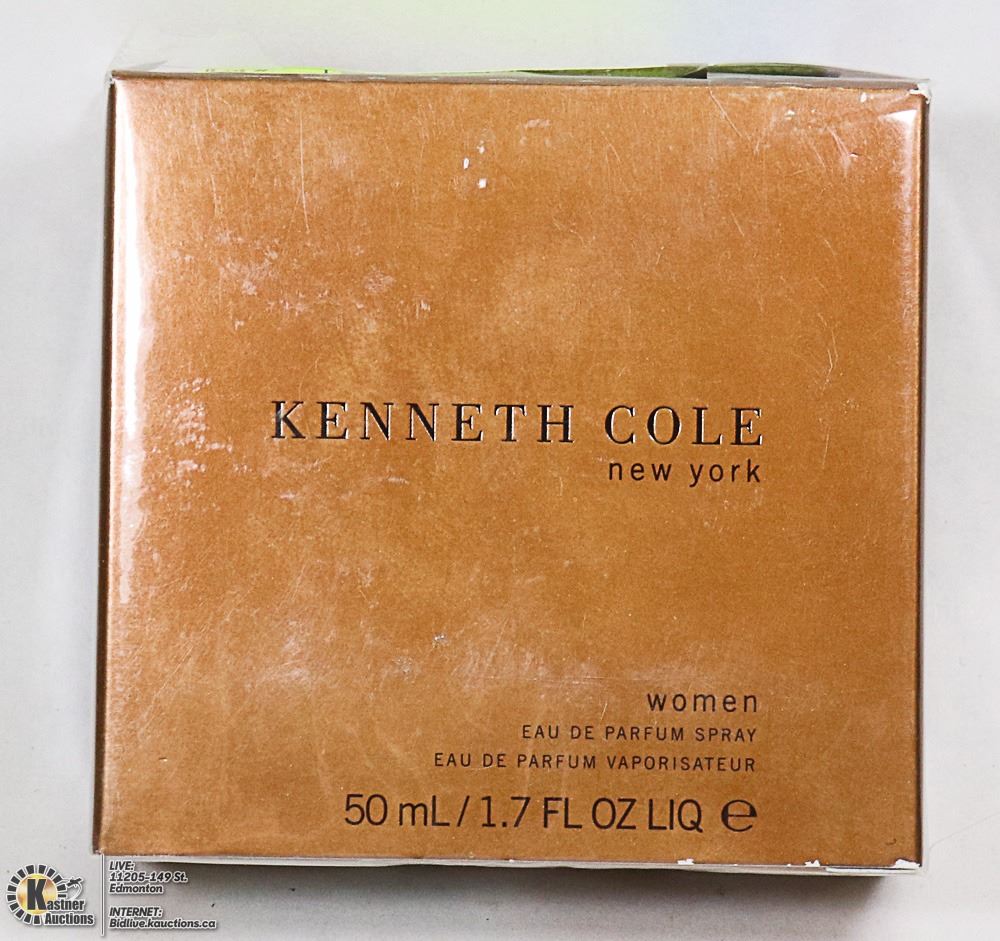 KENNETH COLE
new york
women
EAU DE PARFUM SPRAY
EAU DE PARFUM VAPORISATEUR
50 mL / 1.7 FL OZ LIQ ℮
Kastner
Auctions
LIVE:
11205-149 St.
Edmonton
INTERNET:
Bidlive.kauctions.ca